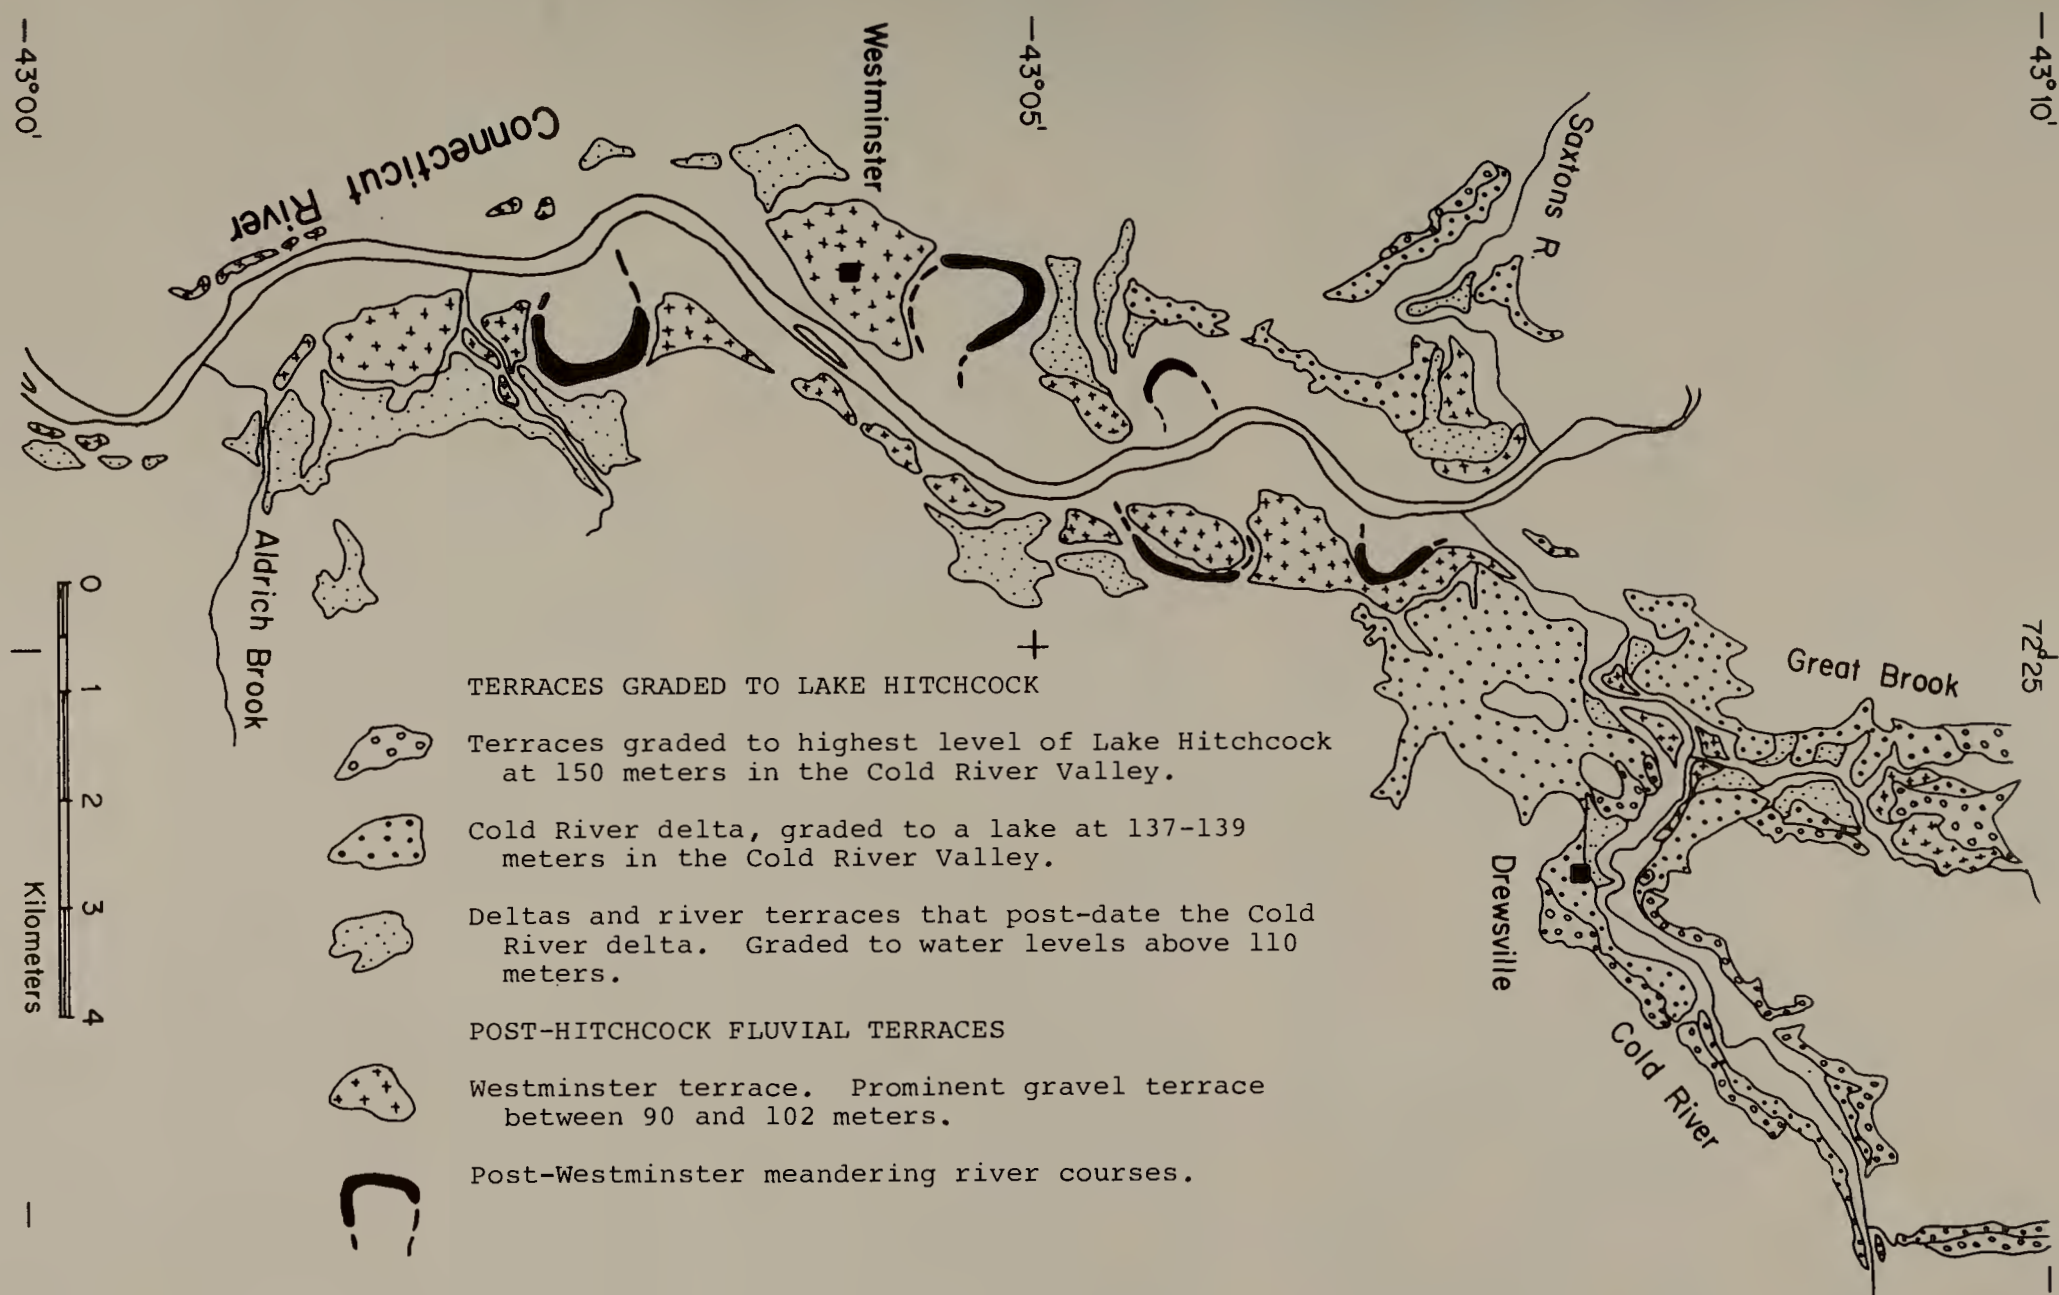 43°00'
Westminster
43°05'
43°10'
Connecticut
River
Saxtons R.
72°25
Great Brook
Aldrich Brook
0
1
2
3
4
Kilometers
TERRACES GRADED TO LAKE HITCHCOCK
Terraces graded to highest level of Lake Hitchcock
at 150 meters in the Cold River Valley.
Cold River delta, graded to a lake at 137-139
meters in the Cold River Valley.
Deltas and river terraces that post-date the Cold
River delta. Graded to water levels above 110
meters.
POST-HITCHCOCK FLUVIAL TERRACES
Westminster terrace. Prominent gravel terrace
between 90 and 102 meters.
Post-Westminster meandering river courses.
Drewsville
Cold River